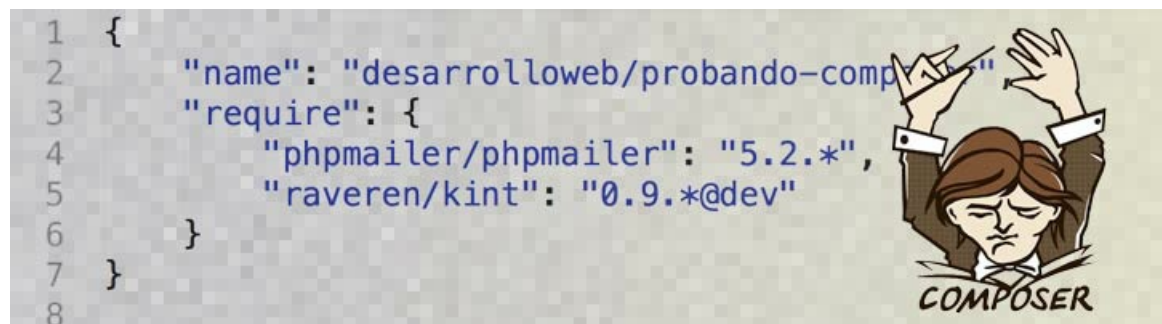 1 {
2 "name": "desarrolloweb/probando-comp
3 "require": {
4 "phpmailer/phpmailer": "5.2.*",
5 "raveren/kint": "0.9.*@dev"
6 }
7 }
8
COMPOSER